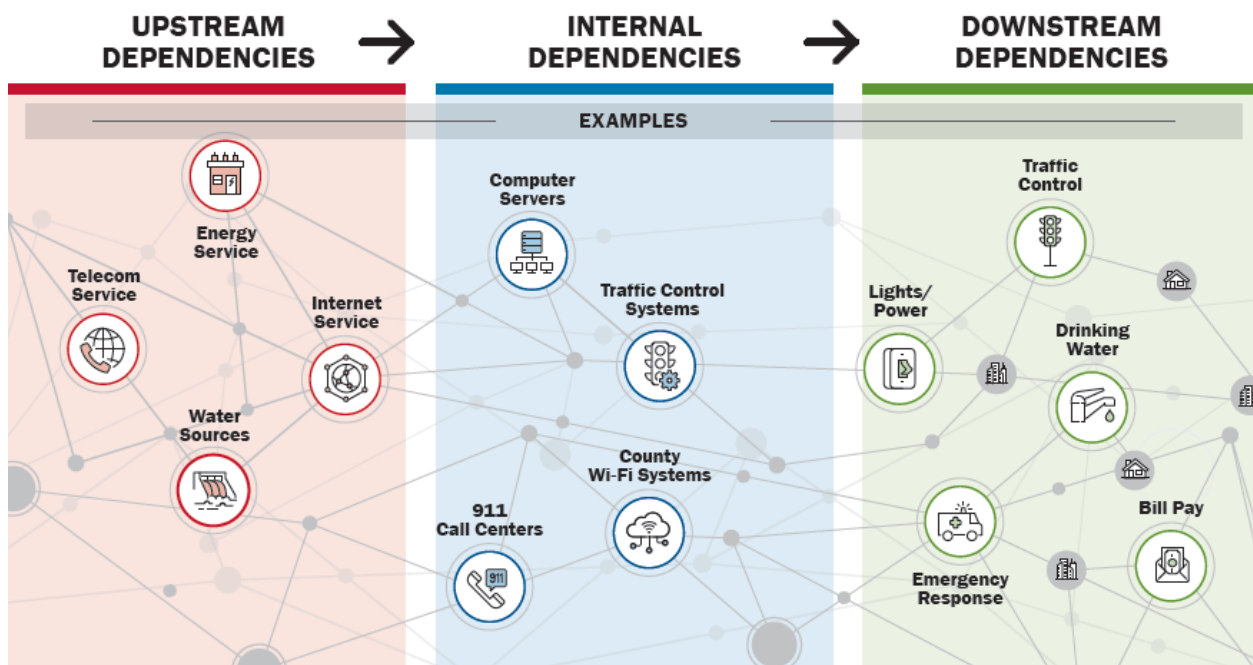 UPSTREAM
DEPENDENCIES
INTERNAL
DEPENDENCIES
DOWNSTREAM
DEPENDENCIES
EXAMPLES
Energy
Service
Telecom
Service
Internet
Service
Water
Sources
Computer
Servers
Traffic Control
Systems
County
Wi-Fi Systems
911
Call Centers
911
Traffic
Control
Lights/
Power
Drinking
Water
Emergency
Response
Bill Pay